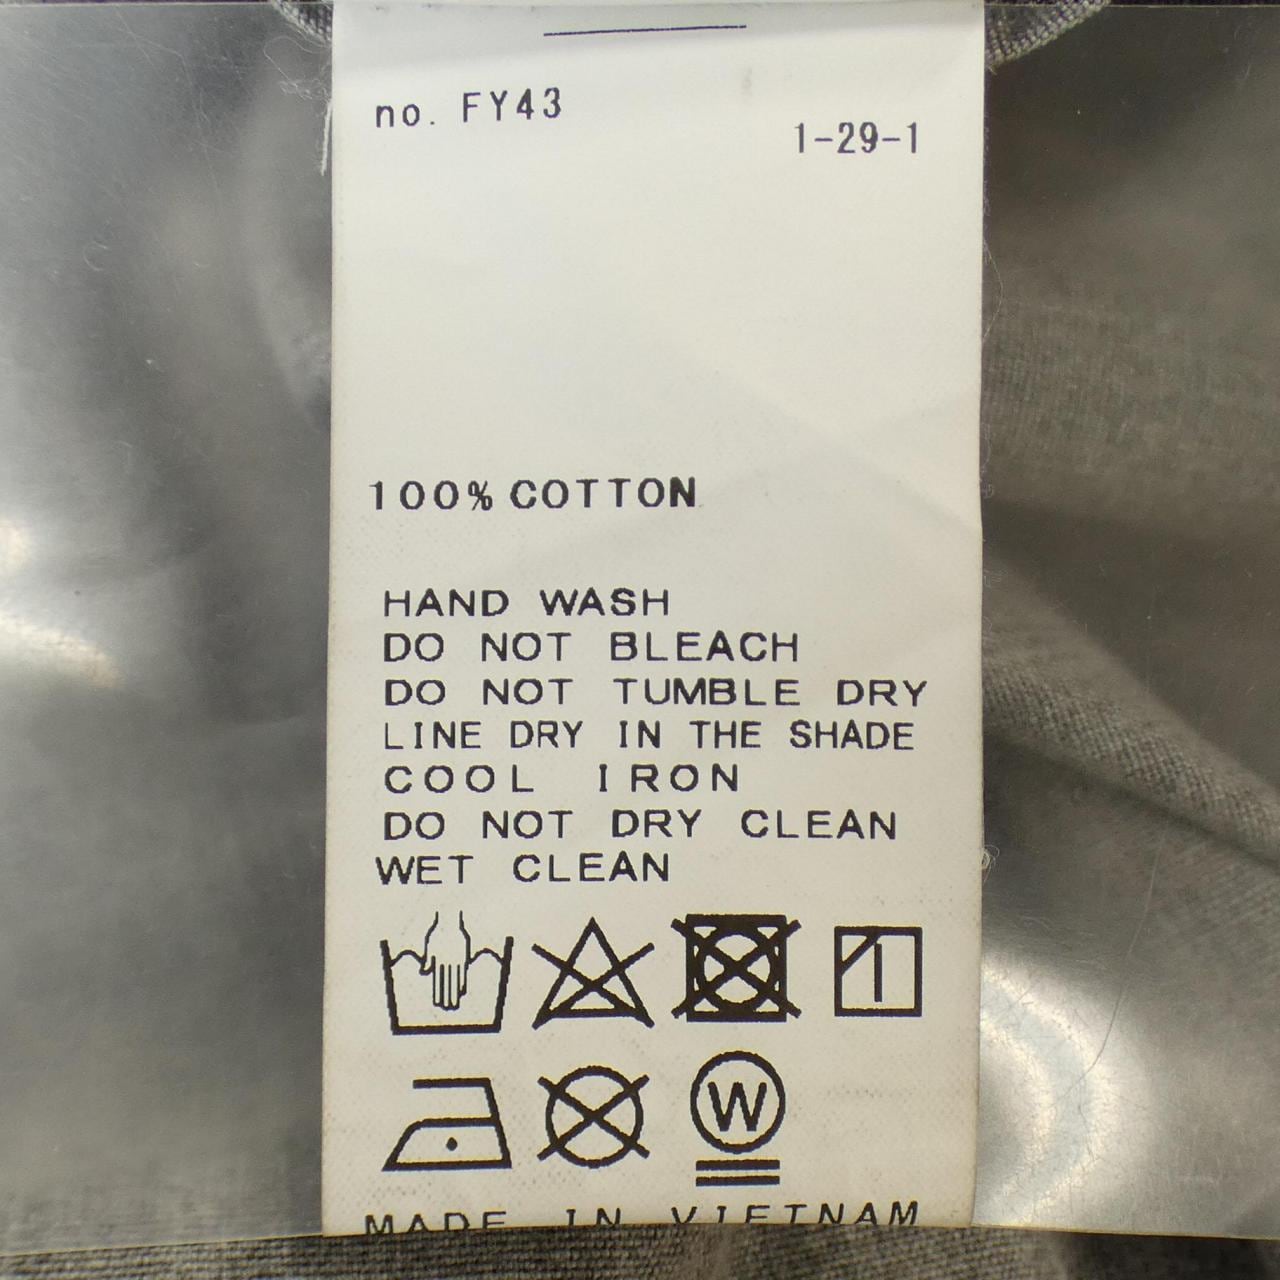 no. FY43
1-29-1
100% COTTON
HAND WASH
DO NOT BLEACH
DO NOT TUMBLE DRY
LINE DRY IN THE SHADE
COOL IRON
DO NOT DRY CLEAN
WET CLEAN
W
MADE IN VIETNAM